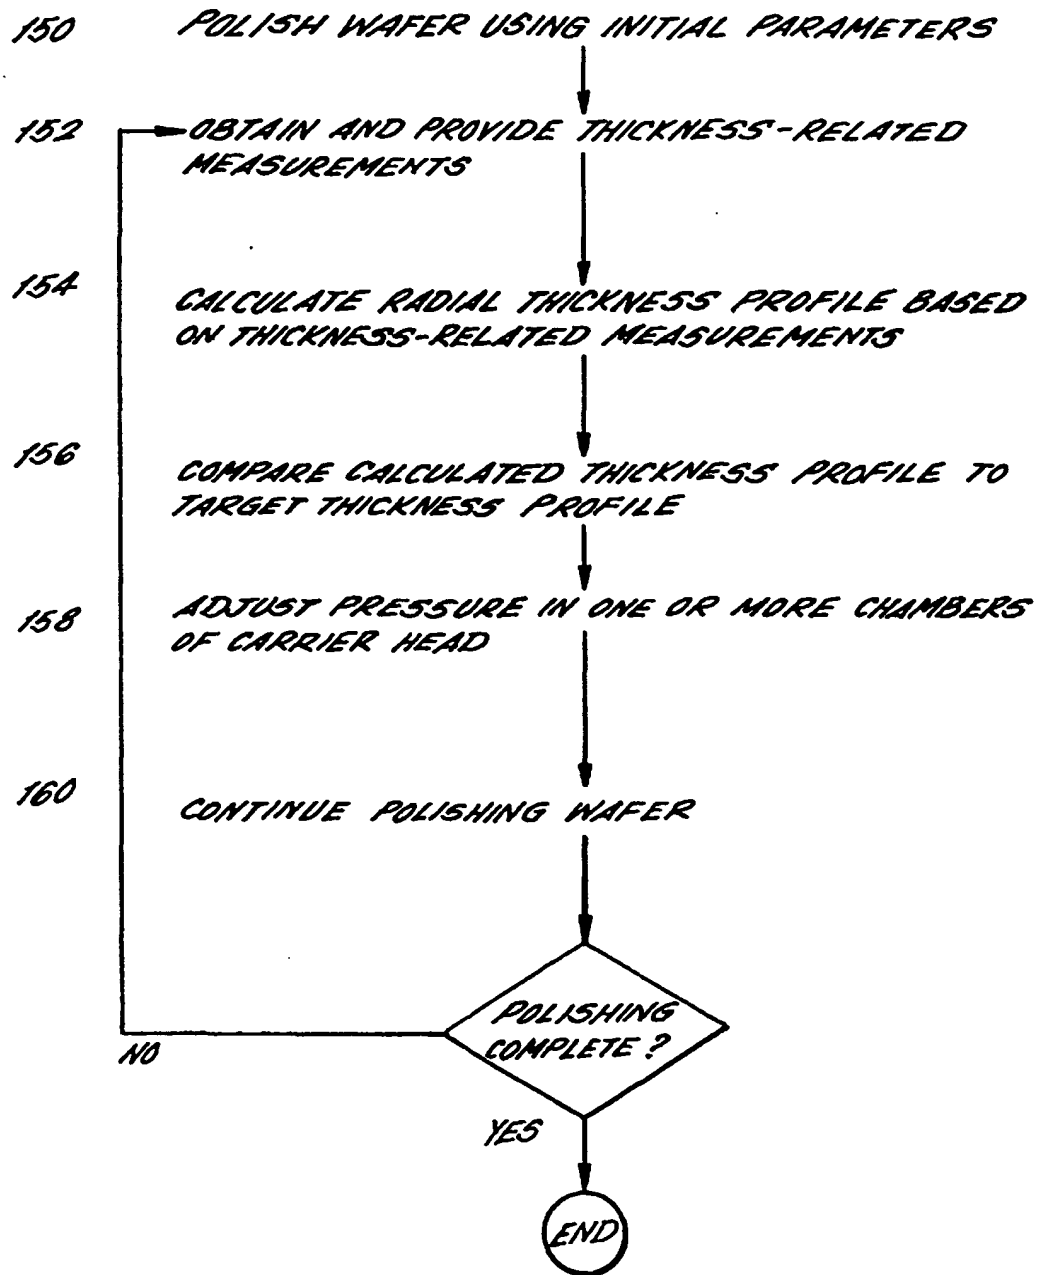 150 POLISH WAFER USING INITIAL PARAMETERS
152 OBTAIN AND PROVIDE THICKNESS-RELATED
MEASUREMENTS
154 CALCULATE RADIAL THICKNESS PROFILE BASED
ON THICKNESS-RELATED MEASUREMENTS
156 COMPARE CALCULATED THICKNESS PROFILE TO
TARGET THICKNESS PROFILE
158 ADJUST PRESSURE IN ONE OR MORE CHAMBERS
OF CARRIER HEAD
160 CONTINUE POLISHING WAFER
POLISHING
COMPLETE?
NO
YES
END